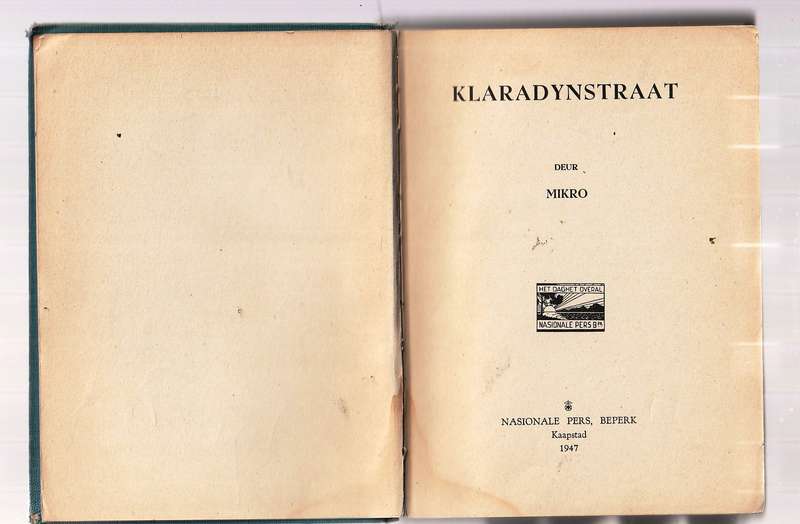 KLARADYNSTRAAT
DEUR
MIKRO
HET DAGHET OVERAL
NASIONALE PERS BPK
NASIONALE PERS, BEPERK
Kaapstad
1947